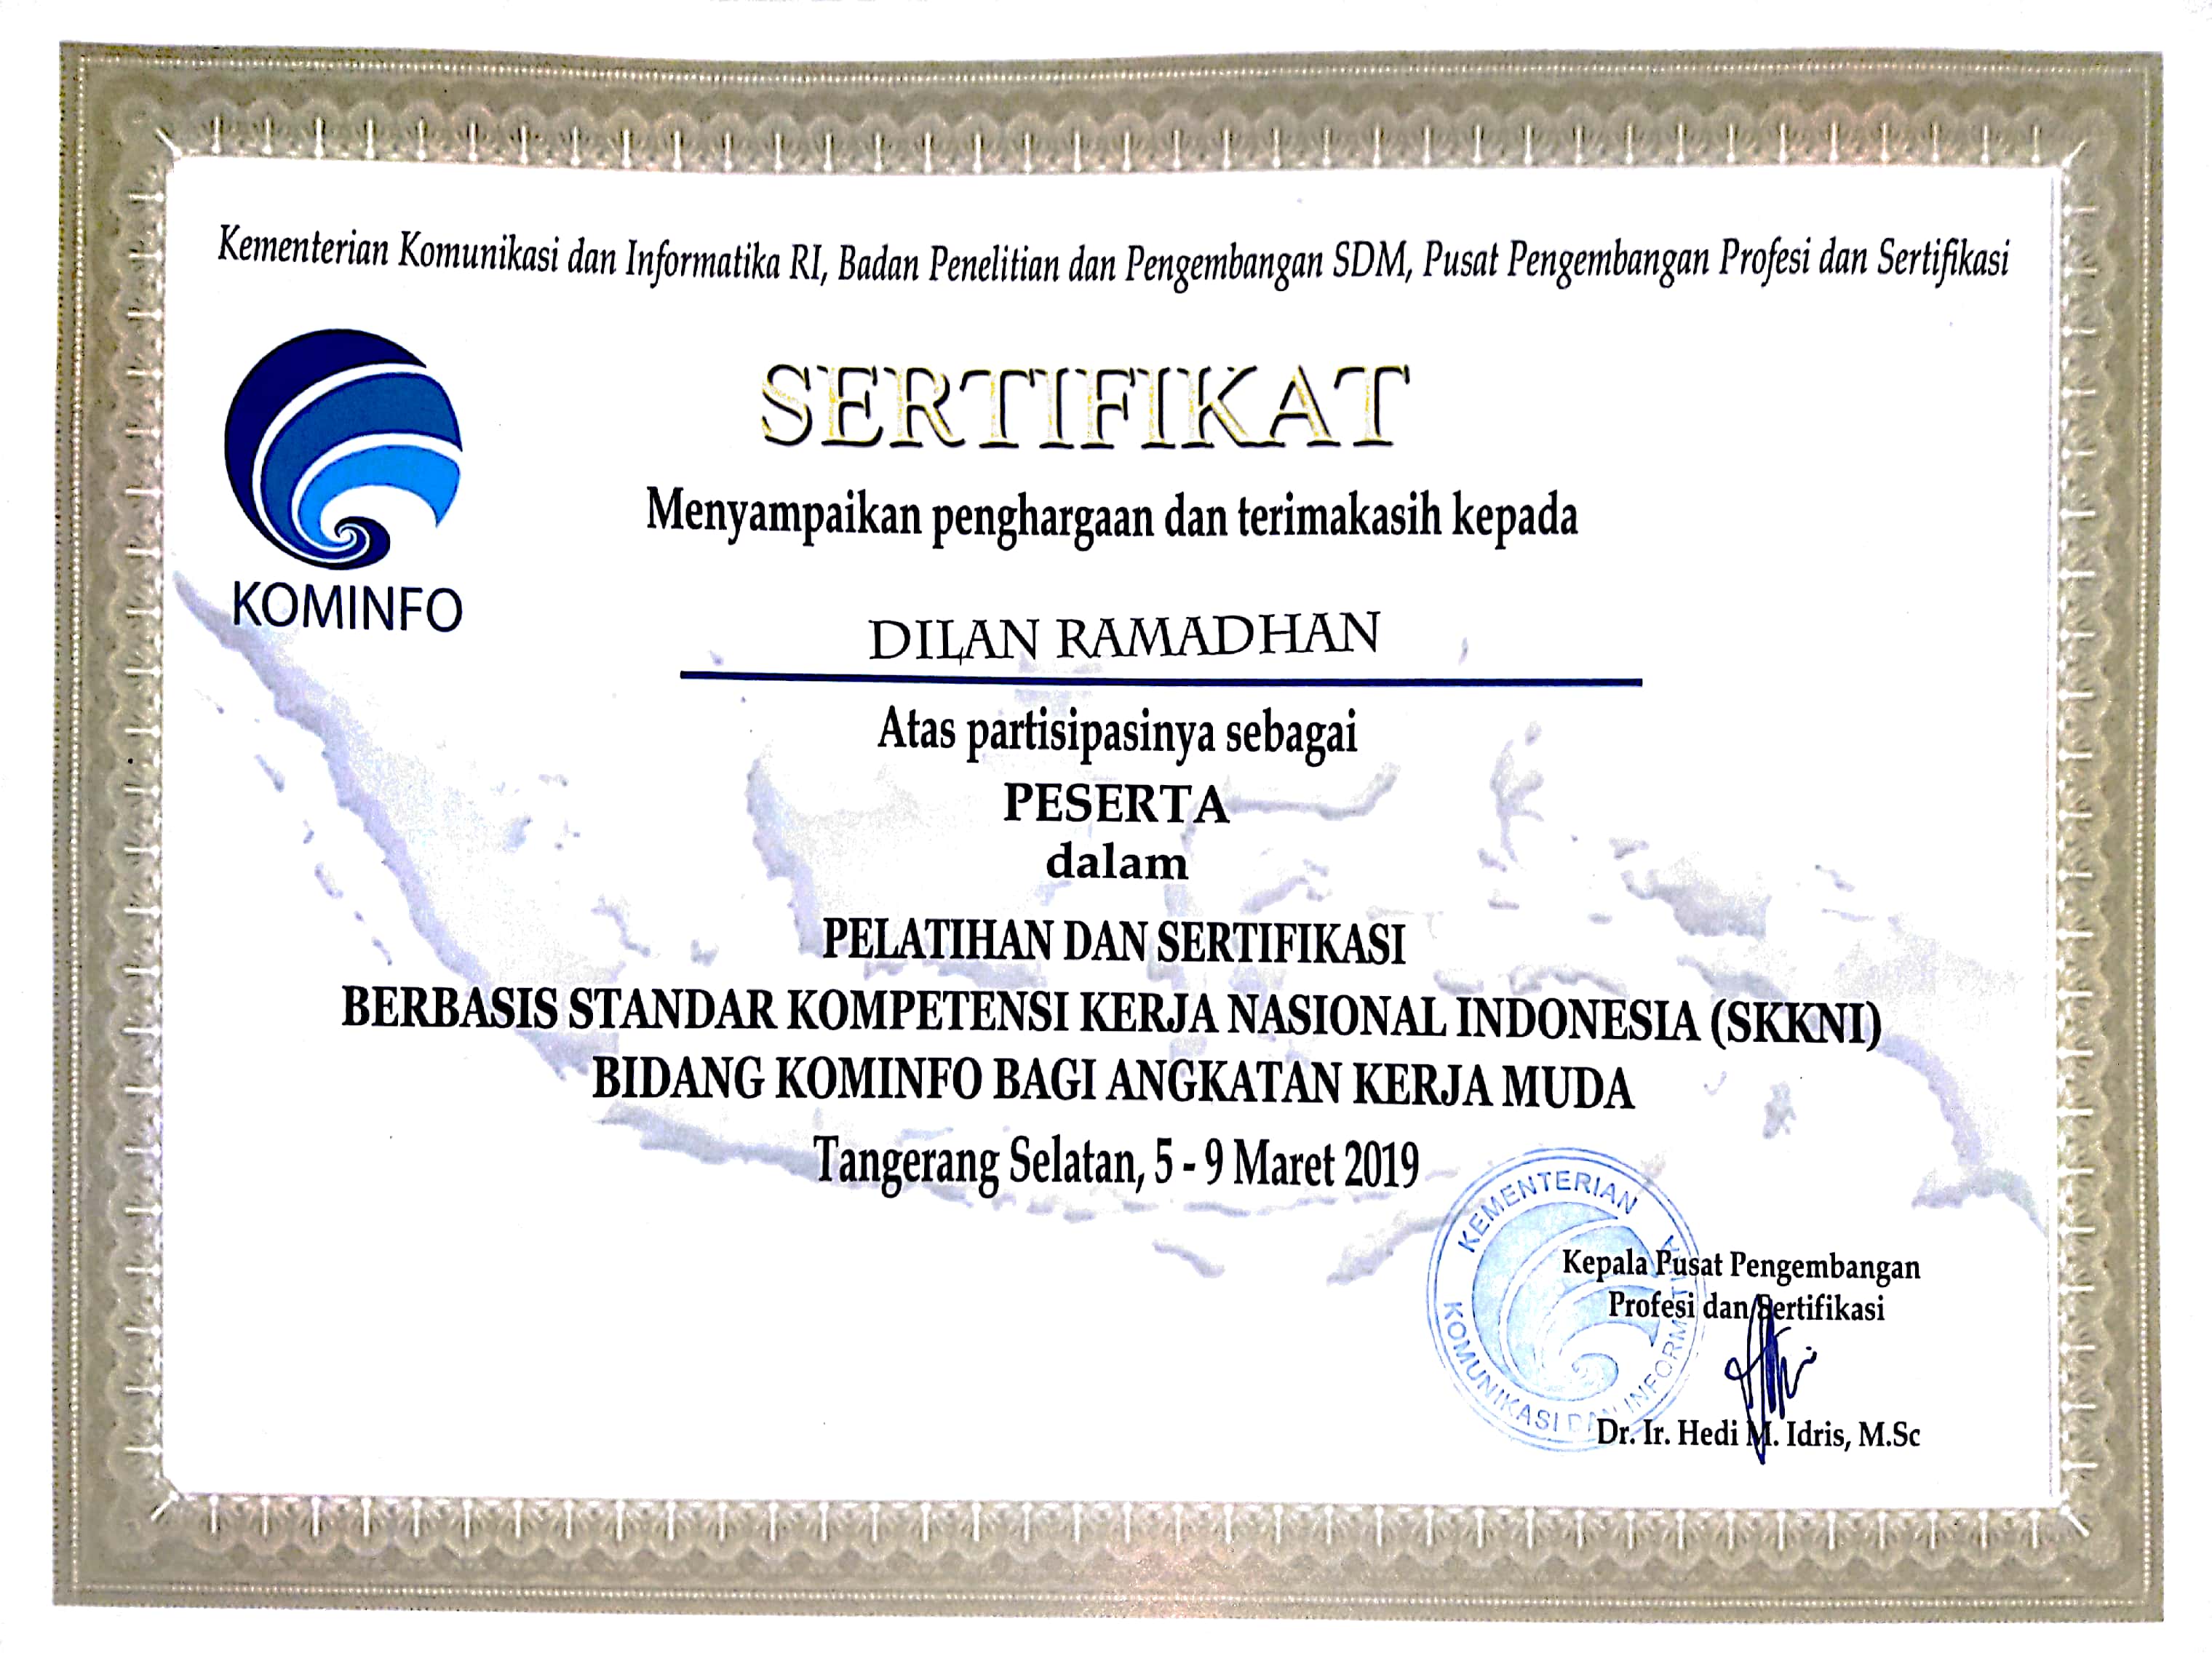 Kementerian Komunikasi dan Informatika RI, Badan Penelitian dan Pengembangan SDM, Pusat Pengembangan Profesi dan Sertifikasi
KOMINFO
SERTIFIKAT
Menyampaikan penghargaan dan terimakasih kepada
DILAN RAMADHAN
Atas partisipasinya sebagai
PESERTA
dalam
PELATIHAN DAN SERTIFIKASI
BERBASIS STANDAR KOMPETENSI KERJA NASIONAL INDONESIA (SKKNI)
BIDANG KOMINFO BAGI ANGKATAN KERJA MUDA
Tangerang Selatan, 5 - 9 Maret 2019
KEMENTERIAN
KOMUNIKASI DAN INFORMATIKA
Kepala Pusat Pengembangan
Profesi dan Sertifikasi
Dr. Ir. Hedi M. Idris, M.Sc